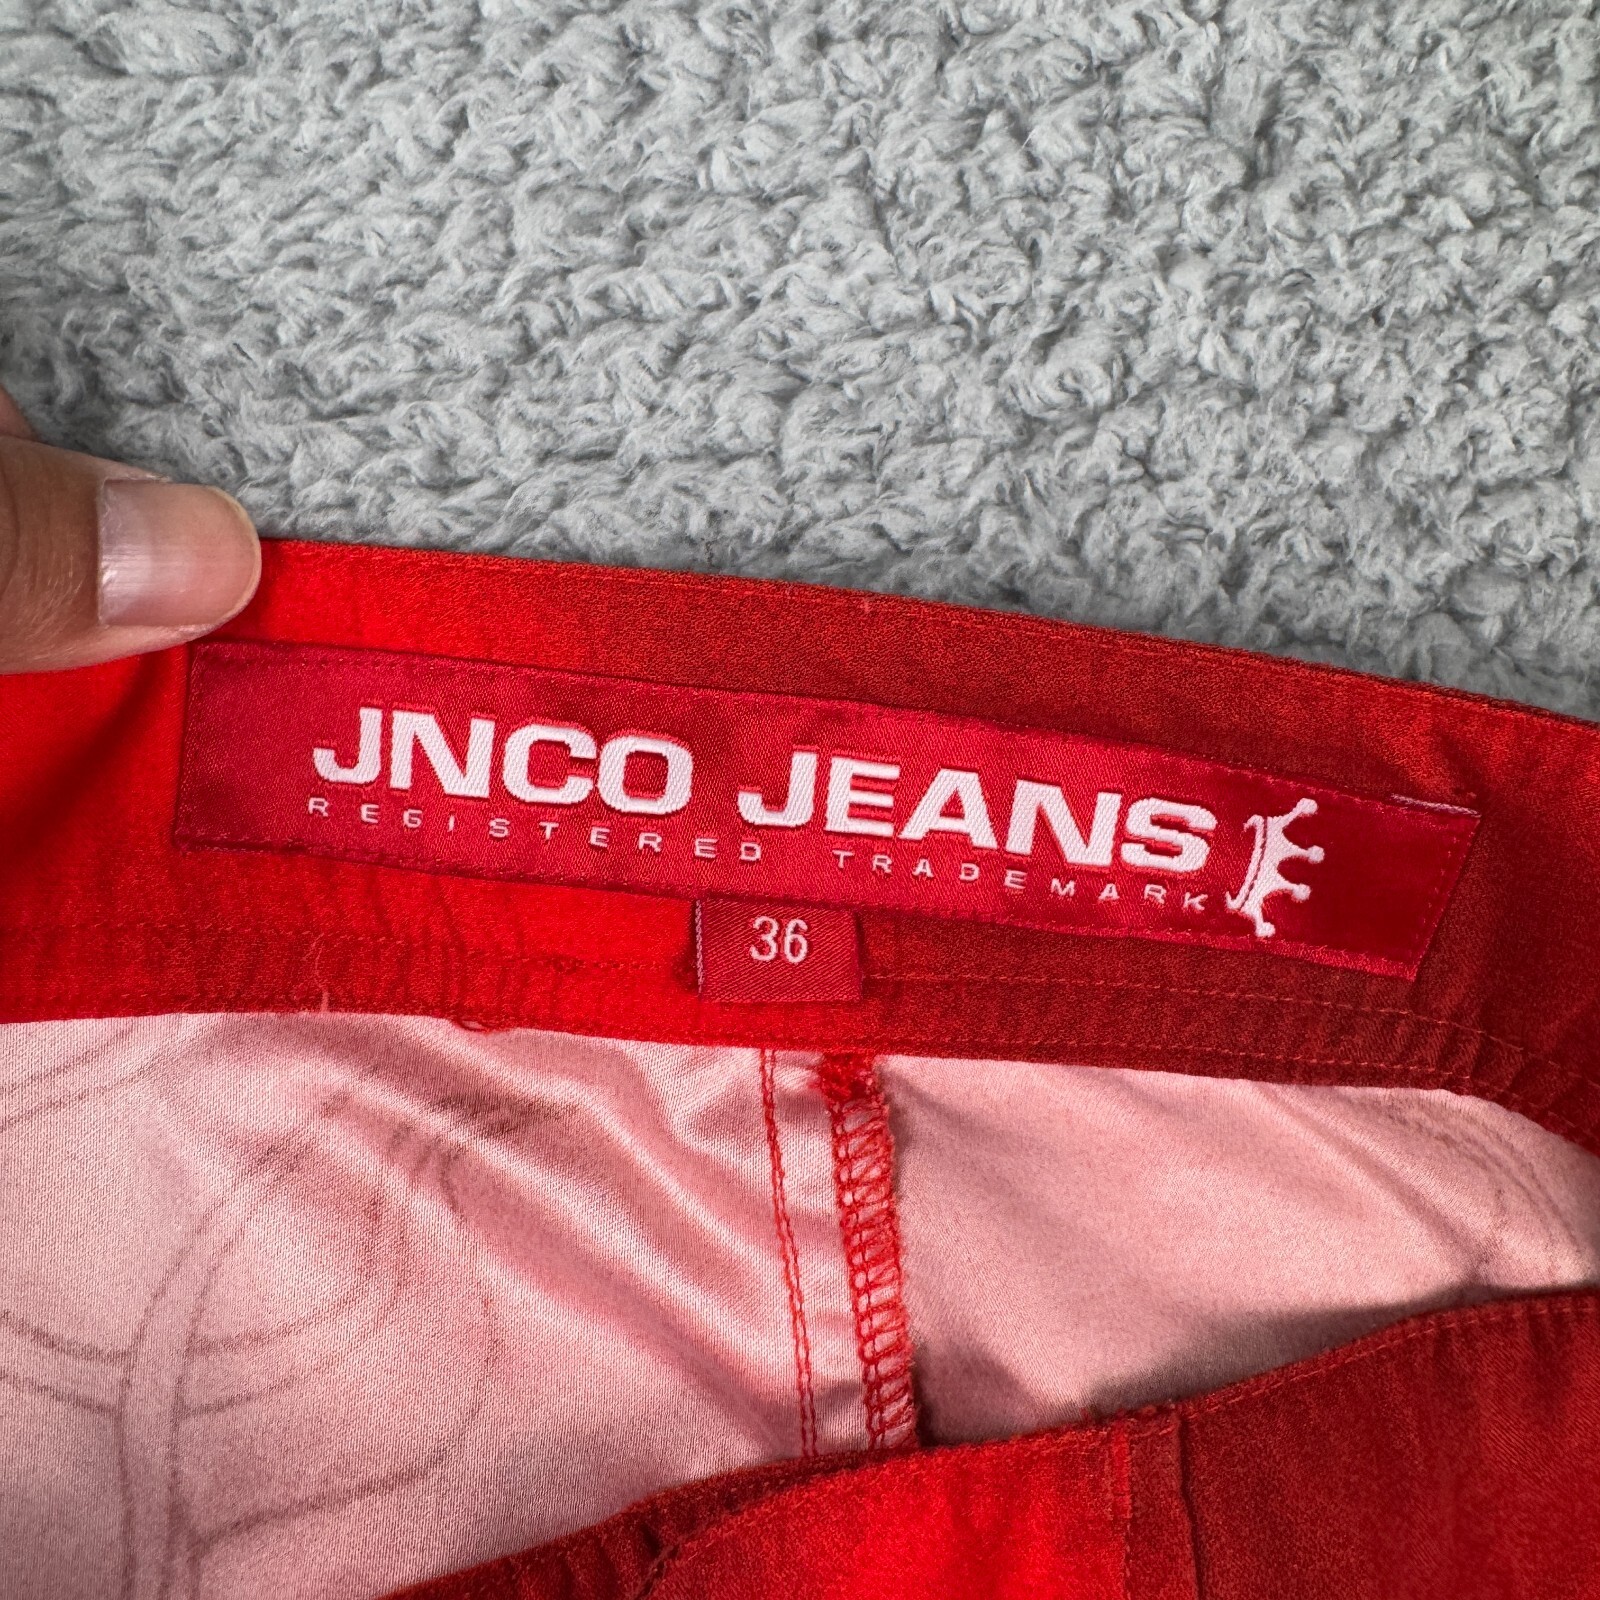 JNCO JEANS
REGISTERED TRADEMARK
36